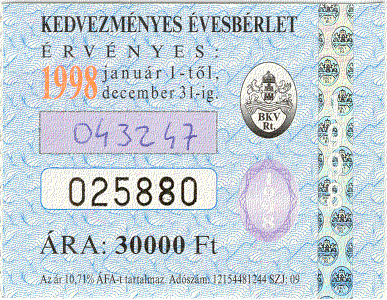 KEDVEZMÉNYES ÉVESBÉRLET
ÉRVÉNYES:
1998 január 1-től,
december 31-ig.
BKV
Rt.
043247
025880
ÁRA: 30000 Ft
Az ár 10,71% ÁFA-t tartalmaz. Adószám:12154481244 SZJ: 09